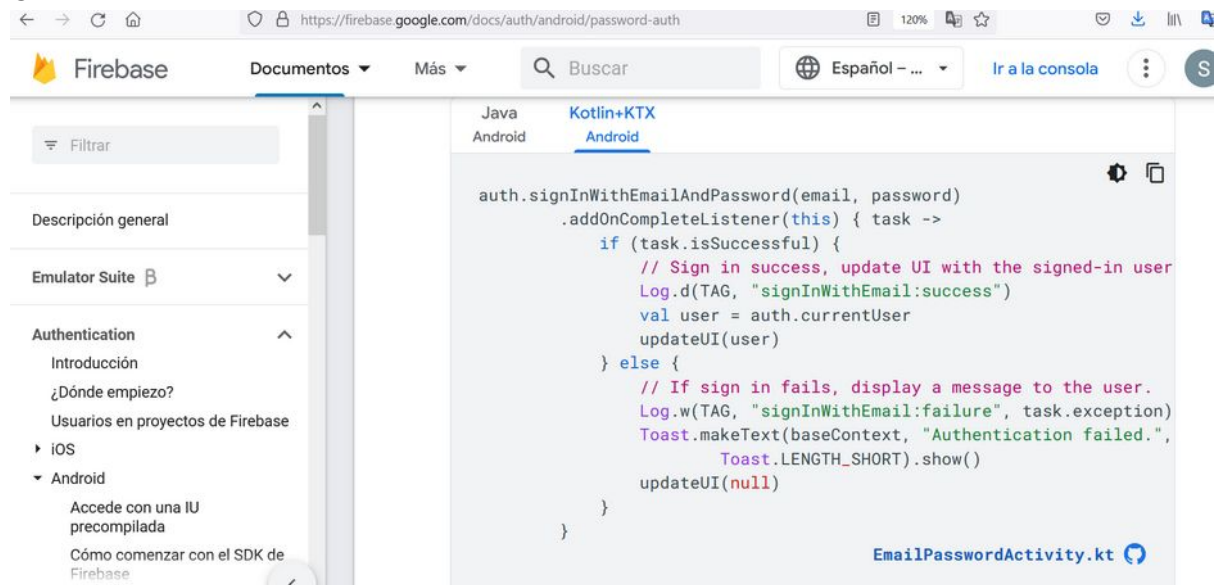 https://firebase.google.com/docs/auth/android/password-auth
120%
Firebase
Documentos
Más
Buscar
Español – ...
Ir a la consola
S
Filtrar
Descripción general
Emulator Suite β
Authentication
Introducción
¿Dónde empiezo?
Usuarios en proyectos de Firebase
iOS
Android
Accede con una IU
precompilada
Cómo comenzar con el SDK de
Firebase
Java
Android
Kotlin+KTX
Android
auth.signInWithEmailAndPassword(email, password)
.addOnCompleteListener(this) { task ->
if (task.isSuccessful) {
// Sign in success, update UI with the signed-in user
Log.d(TAG, "signInWithEmail:success")
val user = auth.currentUser
updateUI(user)
} else {
// If sign in fails, display a message to the user.
Log.w(TAG, "signInWithEmail:failure", task.exception)
Toast.makeText(baseContext, "Authentication failed.",
Toast.LENGTH_SHORT).show()
updateUI(null)
}
}
EmailPasswordActivity.kt